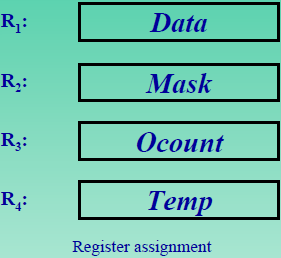 R₁: Data
R₂: Mask
R₃: Ocount
R₄: Temp
Register assignment